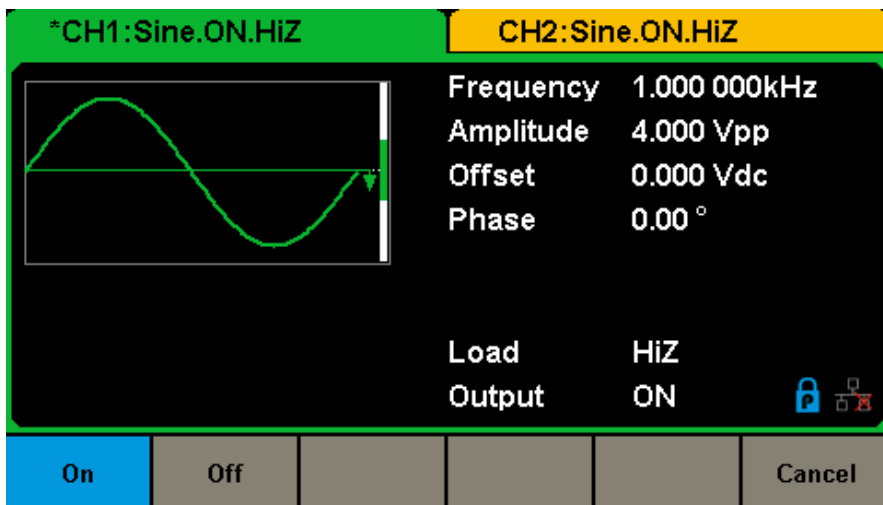 *CH1:Sine.ON.HiZ CH2:Sine.ON.HiZ
Frequency 1.000 000kHz
Amplitude 4.000 Vpp
Offset 0.000 Vdc
Phase 0.00 °
Load HiZ
Output ON P
On Off Cancel